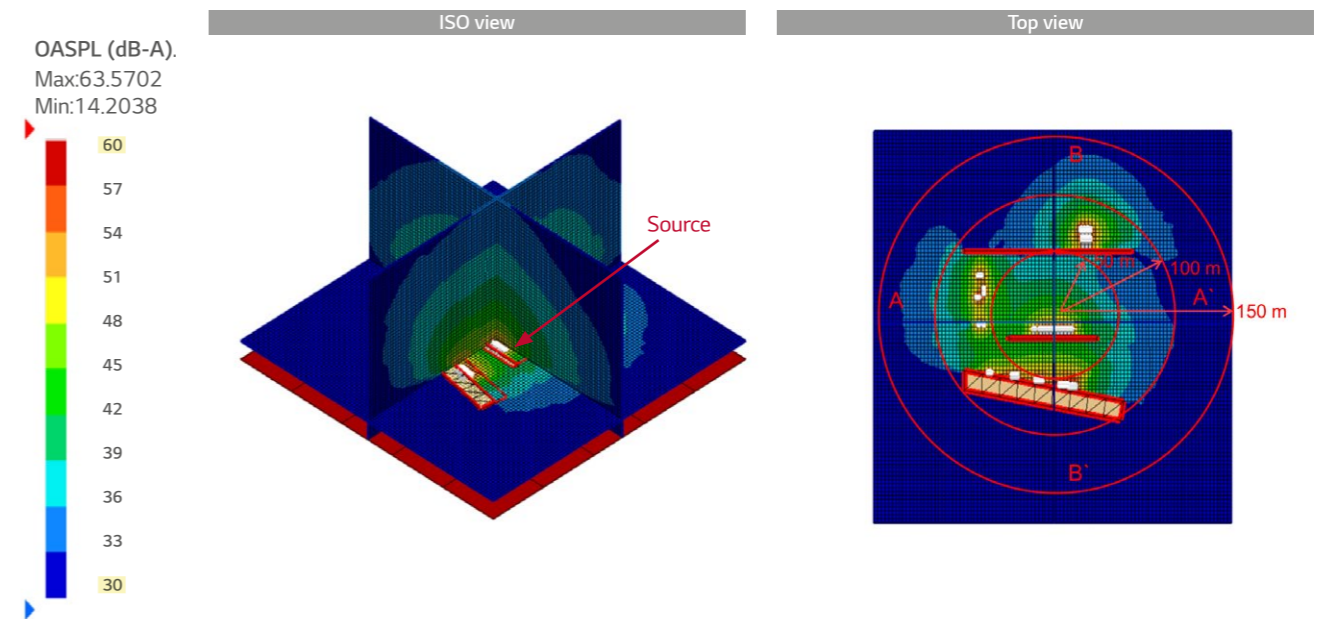 ISO view
Top view
OASPL (dB-A).
Max:63.5702
Min:14.2038
60
57
54
51
48
45
42
39
36
33
30
Source
B
100 m
A
A`
150 m
B`